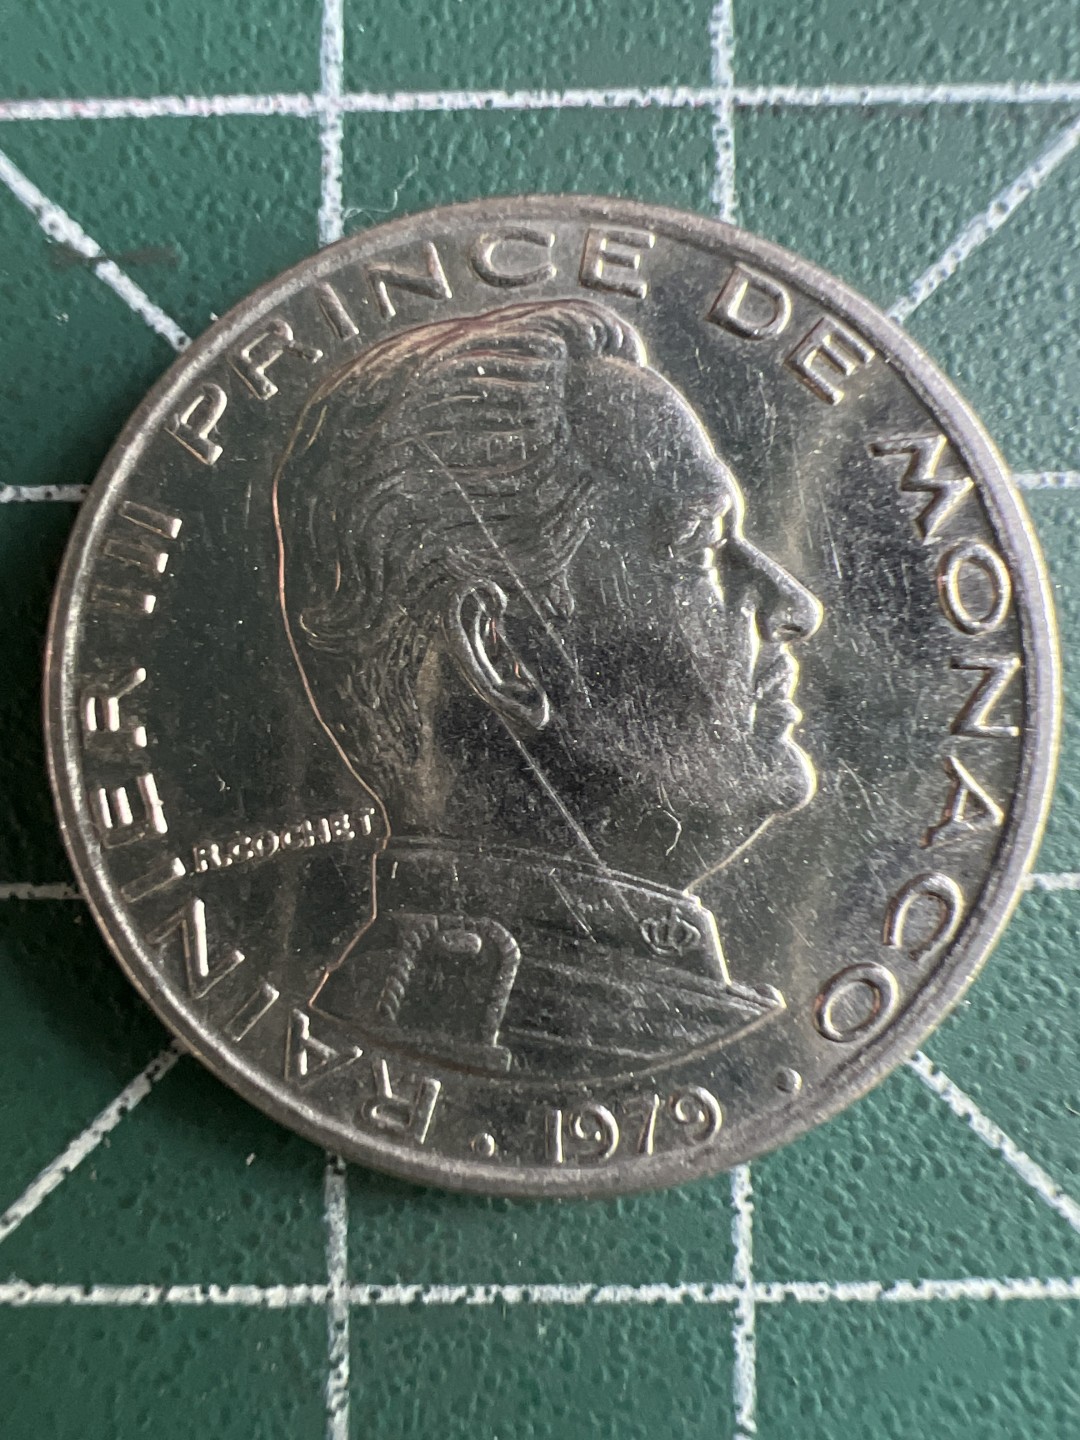 RAINIER III PRINCE DE MONACO
R.COCHET
• 1979 •